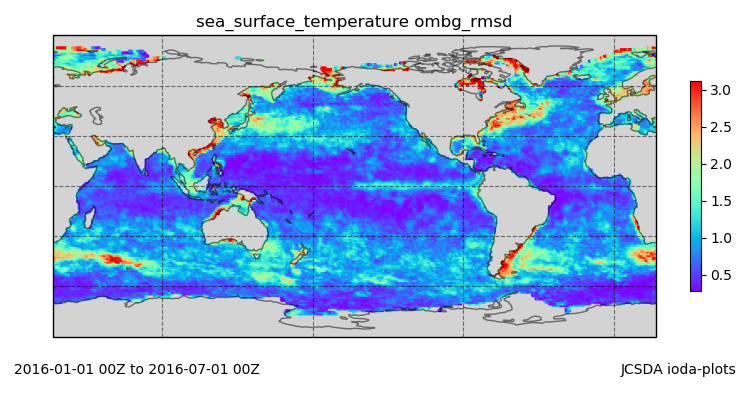 sea_surface_temperature ombg_rmsd
3.0
2.5
2.0
1.5
1.0
0.5
2016-01-01 00Z to 2016-07-01 00Z
JCSDA ioda-plots